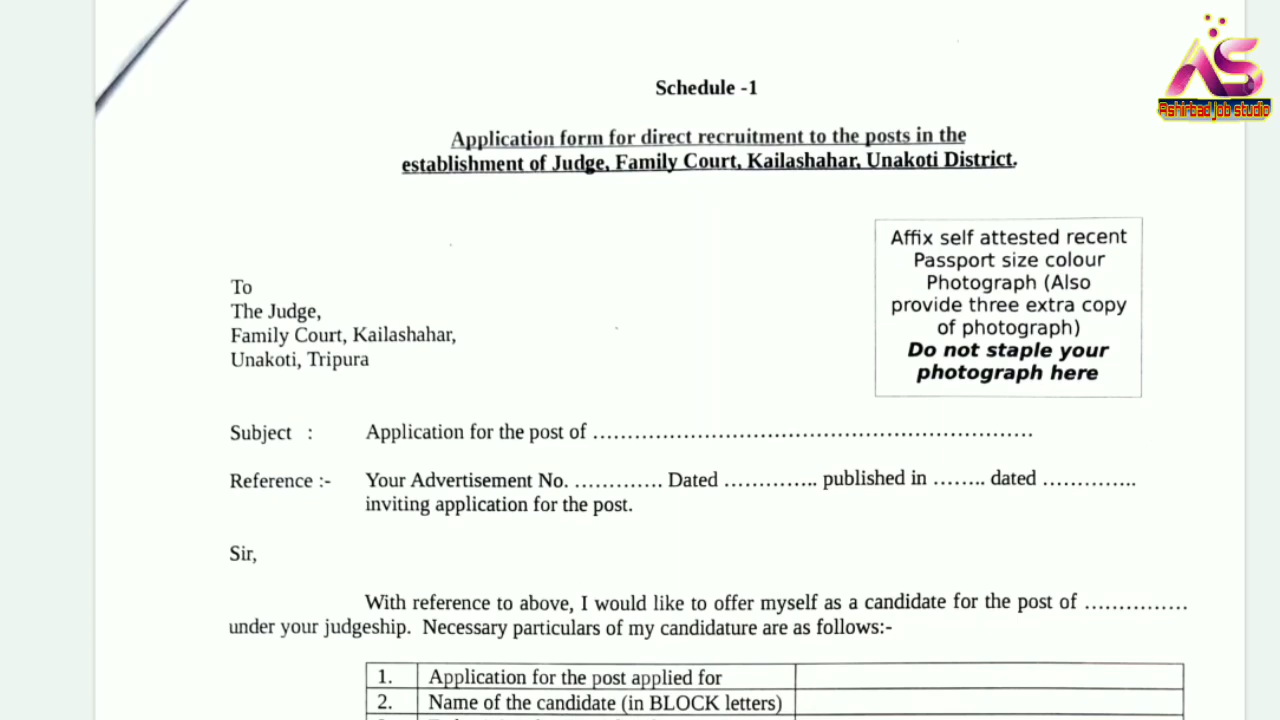 AS
Ashirbad job studio
Schedule -1
Application form for direct recruitment to the posts in the
establishment of Judge, Family Court, Kailashahar, Unakoti District.
Affix self attested recent
Passport size colour
Photograph (Also
provide three extra copy
of photograph)
Do not staple your
photograph here
To
The Judge,
Family Court, Kailashahar,
Unakoti, Tripura
Subject : Application for the post of ………………………………………………………
Reference :- Your Advertisement No. …………. Dated ………….. published in …….. dated …………..
inviting application for the post.
Sir,
With reference to above, I would like to offer myself as a candidate for the post of ……………
under your judgeship. Necessary particulars of my candidature are as follows:-
1. Application for the post applied for
2. Name of the candidate (in BLOCK letters)